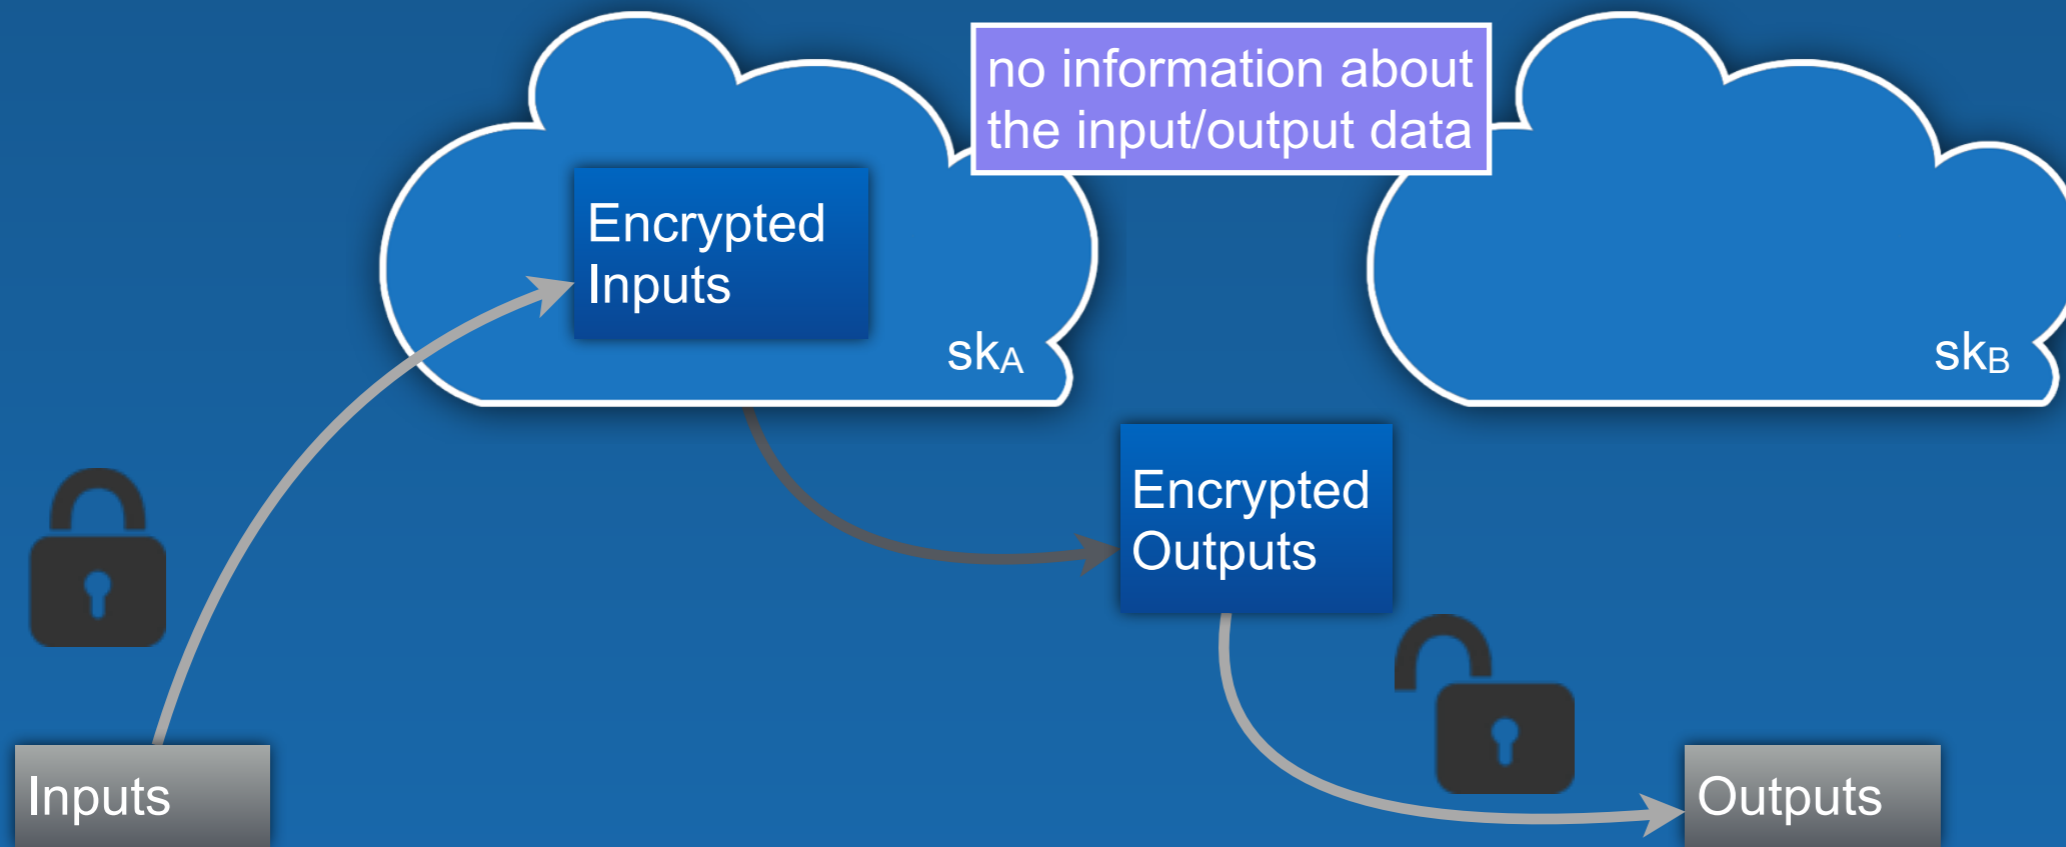 no information about
the input/output data
Encrypted
Inputs
skA
skB
Encrypted
Outputs
Inputs
Outputs